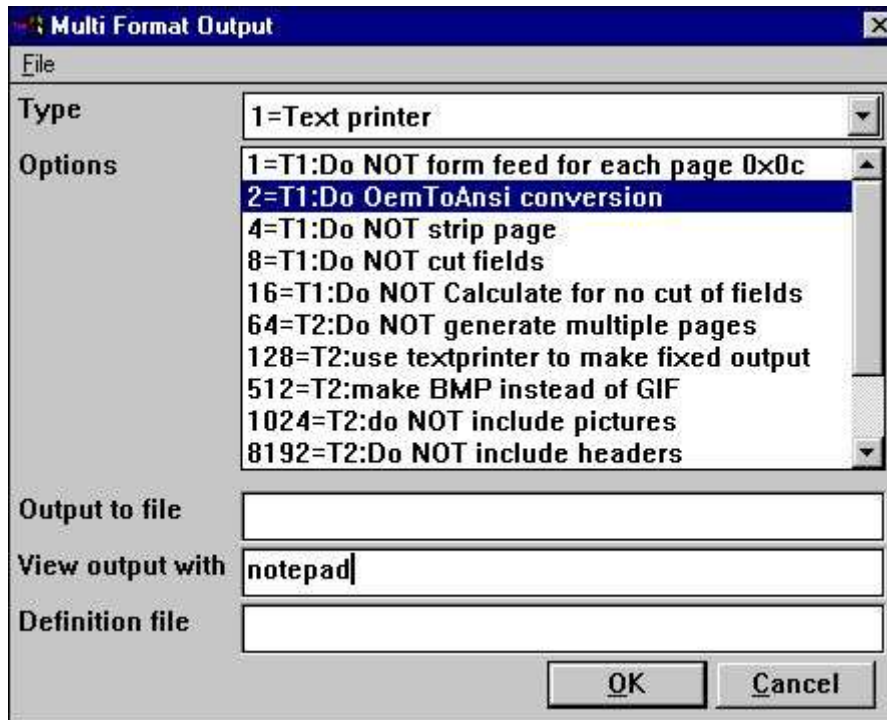 Multi Format Output
File
Type
1=Text printer
Options
1=T1:Do NOT form feed for each page 0x0c
2=T1:Do OemToAnsi conversion
4=T1:Do NOT strip page
8=T1:Do NOT cut fields
16=T1:Do NOT Calculate for no cut of fields
64=T2:Do NOT generate multiple pages
128=T2:use textprinter to make fixed output
512=T2:make BMP instead of GIF
1024=T2:do NOT include pictures
8192=T2:Do NOT include headers
Output to file
View output with
notepad
Definition file
OK
Cancel